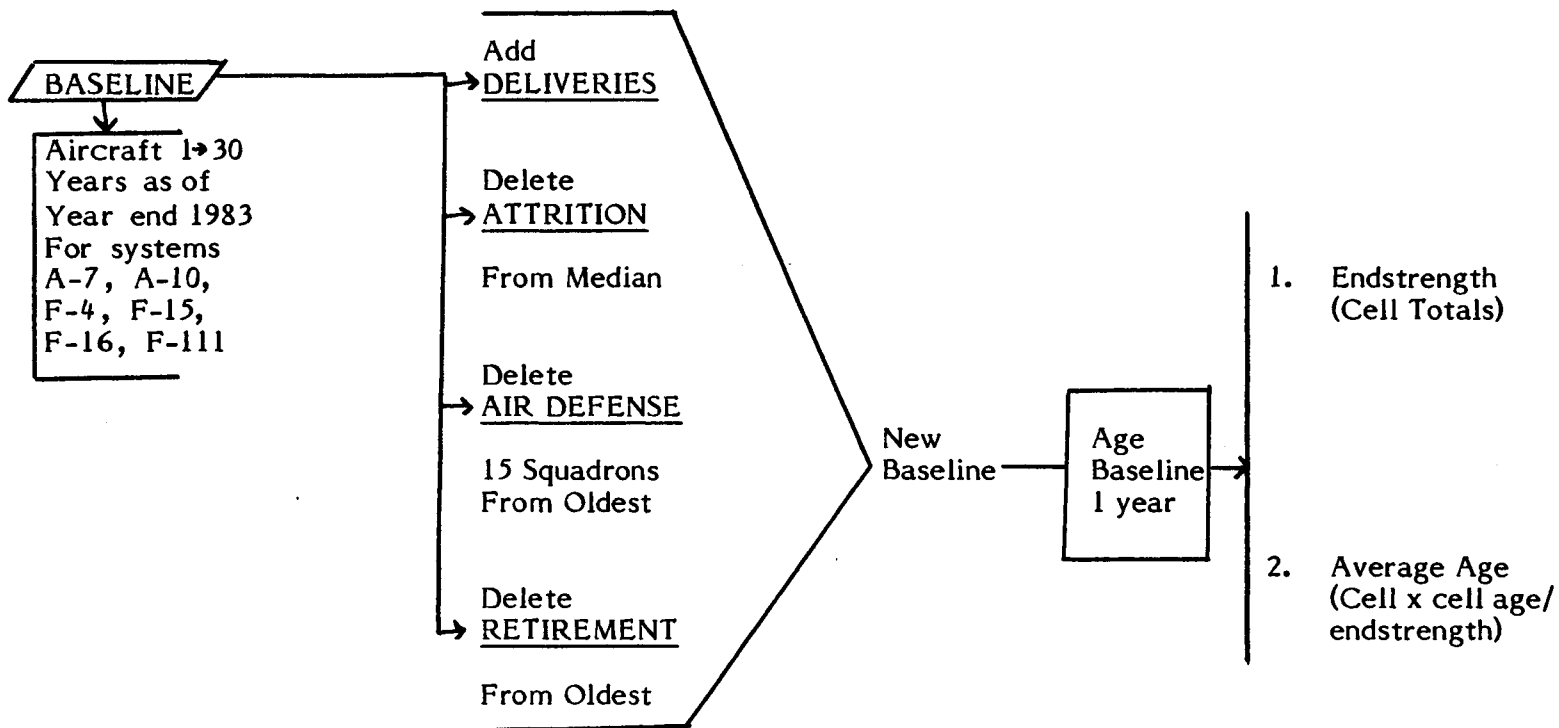 BASELINE
Aircraft 1→30
Years as of
Year end 1983
For systems
A-7, A-10,
F-4, F-15,
F-16, F-111
Add
DELIVERIES
Delete
ATTRITION
From Median
Delete
AIR DEFENSE
15 Squadrons
From Oldest
Delete
RETIREMENT
From Oldest
New
Baseline
Age
Baseline
1 year
1. Endstrength
(Cell Totals)
2. Average Age
(Cell x cell age/
endstrength)